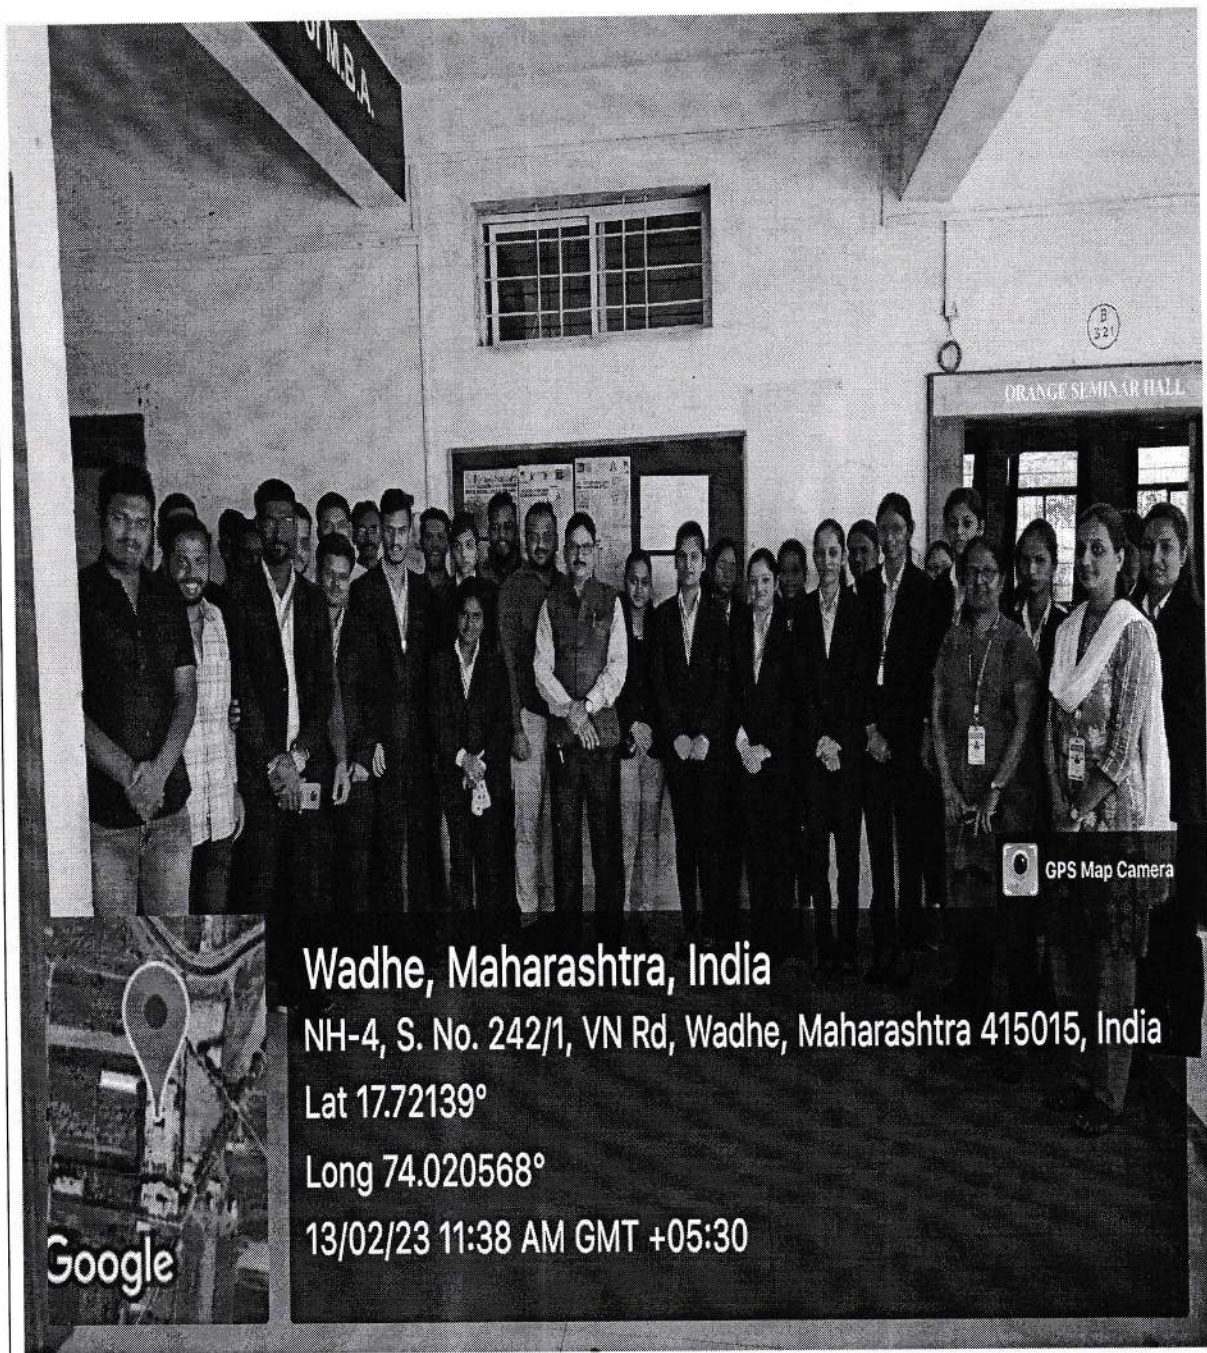 of M.B.A.
B
321
ORANGE SEMINAR HALL
GPS Map Camera
Wadhe, Maharashtra, India
NH-4, S. No. 242/1, VN Rd, Wadhe, Maharashtra 415015, India
Lat 17.72139°
Long 74.020568°
13/02/23 11:38 AM GMT +05:30
Google